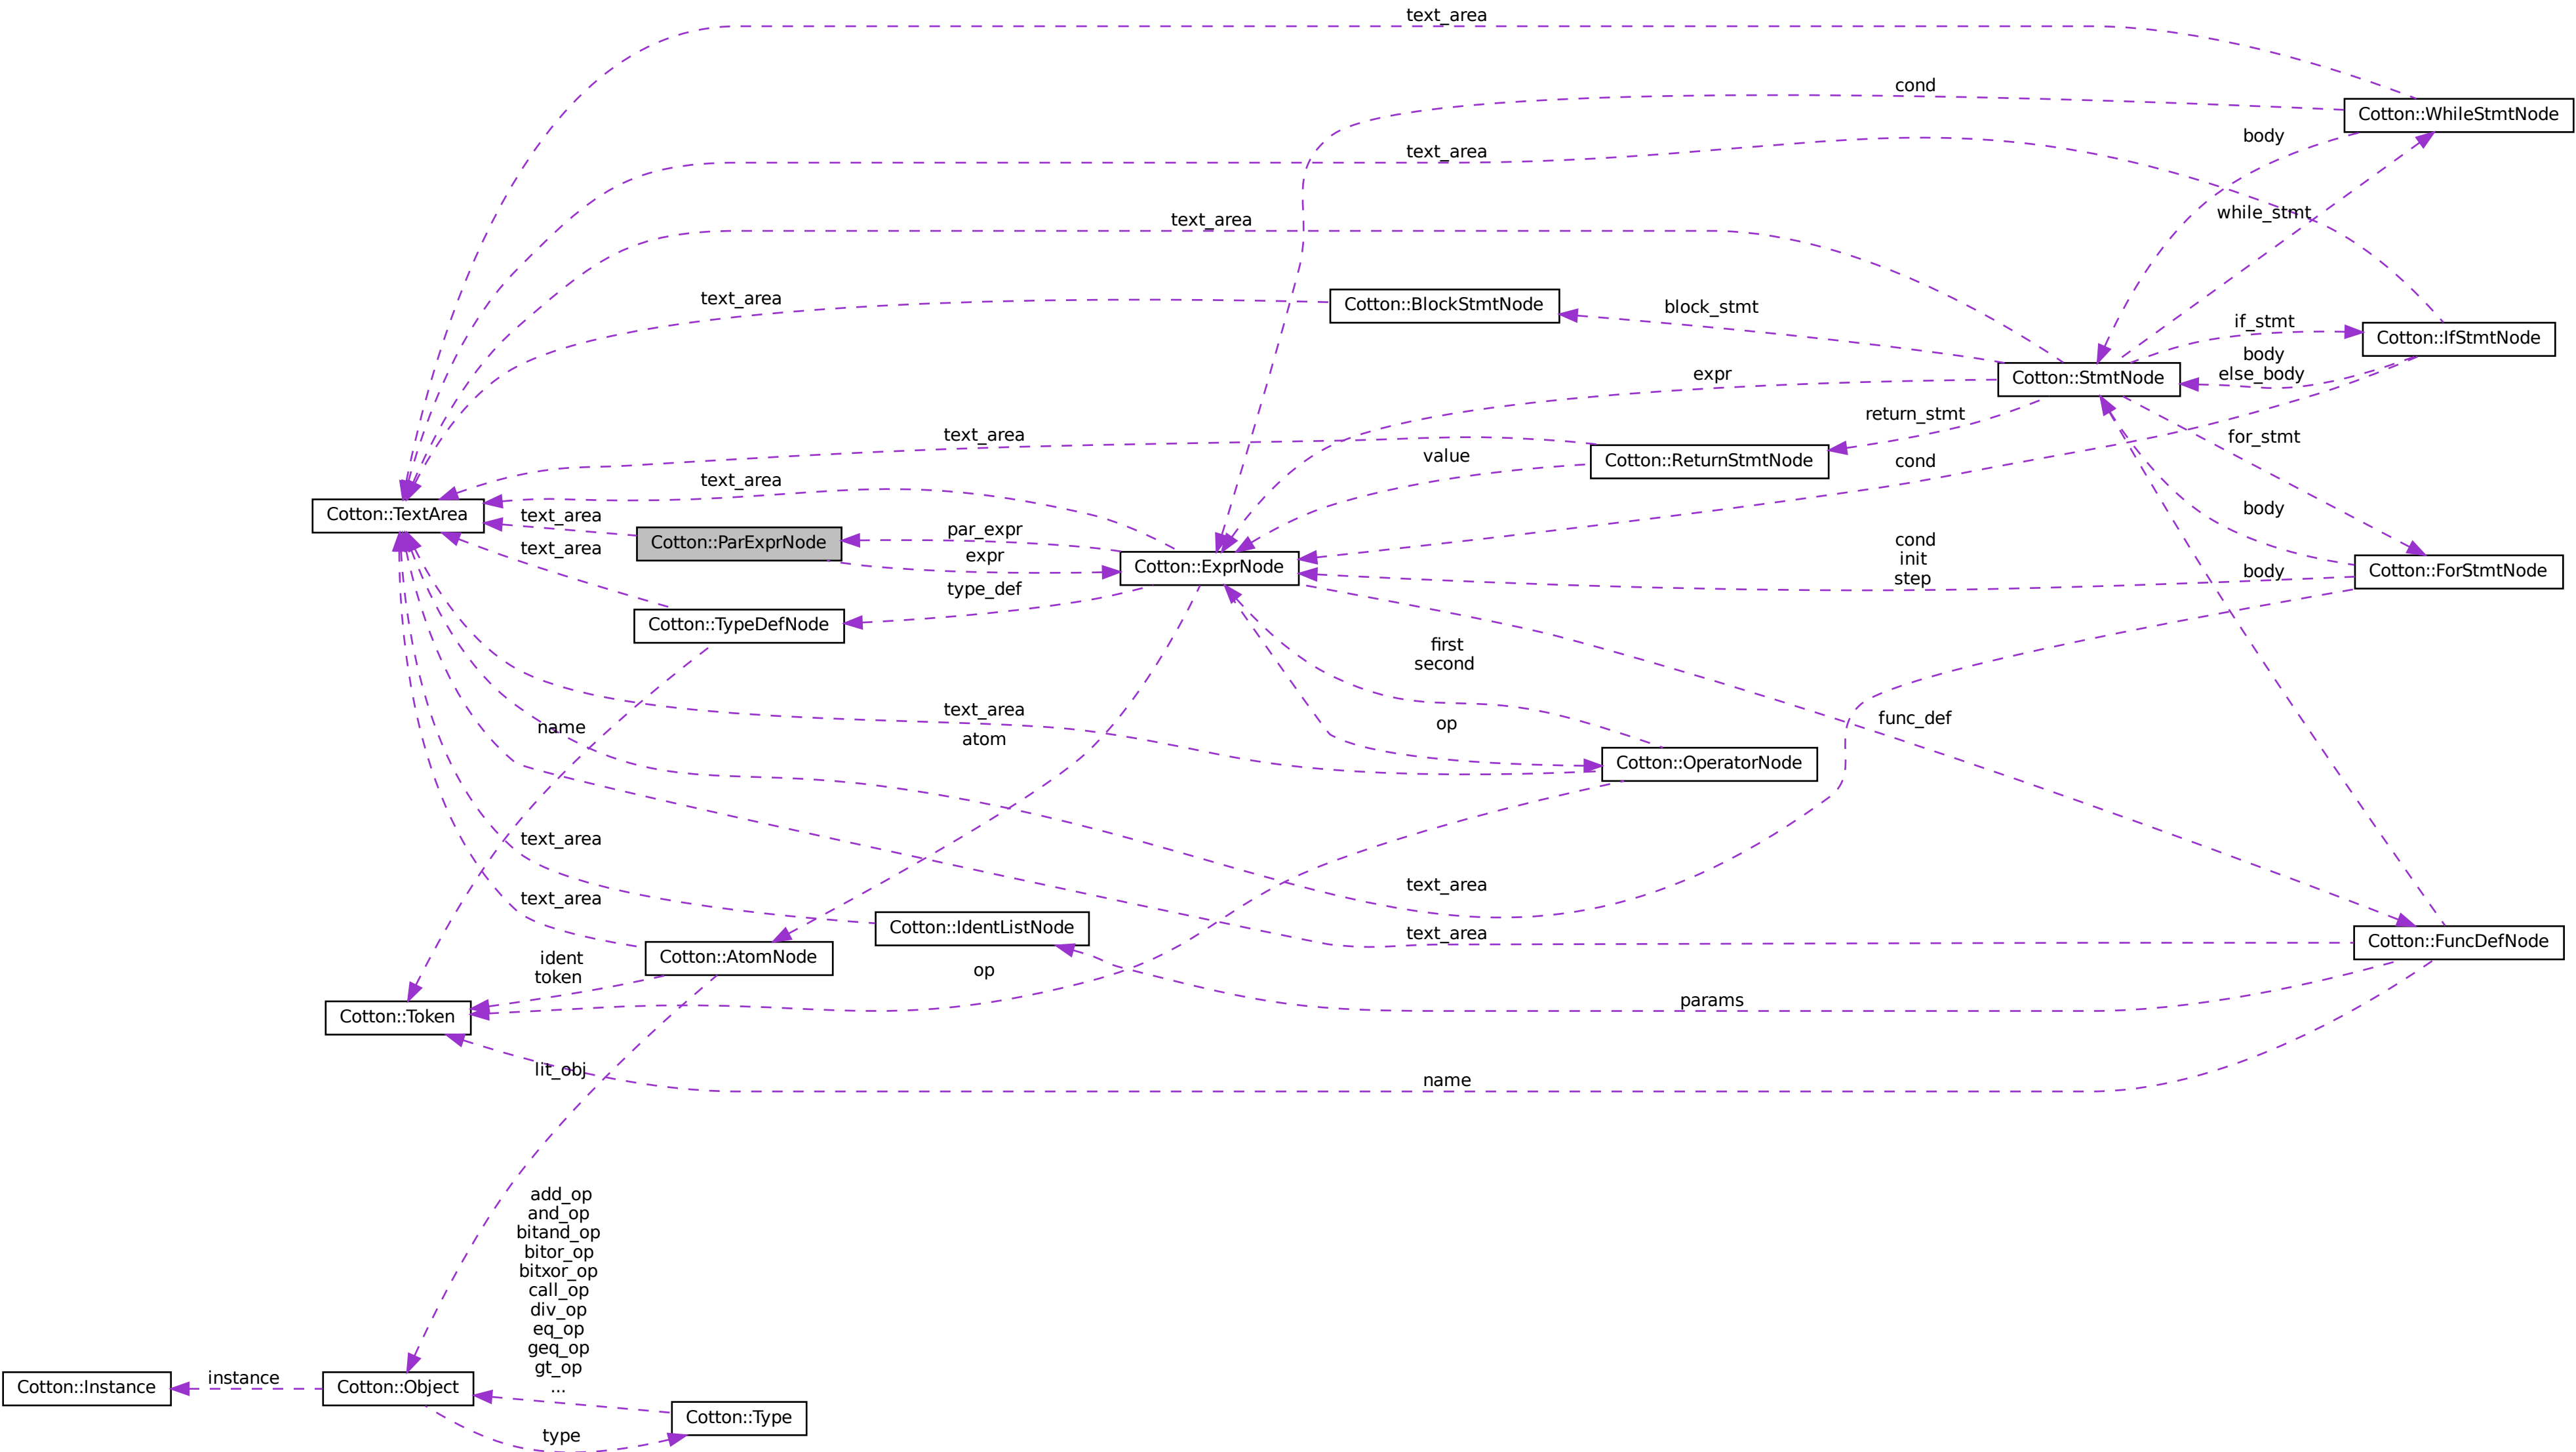 text_area
cond
Cotton::WhileStmtNode
body
text_area
while_stmt
text_area
text_area
Cotton::BlockStmtNode
block_stmt
if_stmt
Cotton::IfStmtNode
body
else_body
expr
Cotton::StmtNode
return_stmt
text_area
for_stmt
value
Cotton::ReturnStmtNode
cond
text_area
body
Cotton::TextArea
text_area
par_expr
Cotton::ParExprNode
cond
init
step
text_area
expr
Cotton::ExprNode
body
Cotton::ForStmtNode
type_def
Cotton::TypeDefNode
first
second
text_area
func_def
name
atom
op
Cotton::OperatorNode
text_area
text_area
text_area
Cotton::IdentListNode
text_area
Cotton::FuncDefNode
Cotton::AtomNode
ident
token
op
params
Cotton::Token
lit_obj
name
add_op
and_op
bitand_op
bitor_op
bitxor_op
call_op
div_op
eq_op
geq_op
gt_op
...
Cotton::Instance
instance
Cotton::Object
Cotton::Type
type